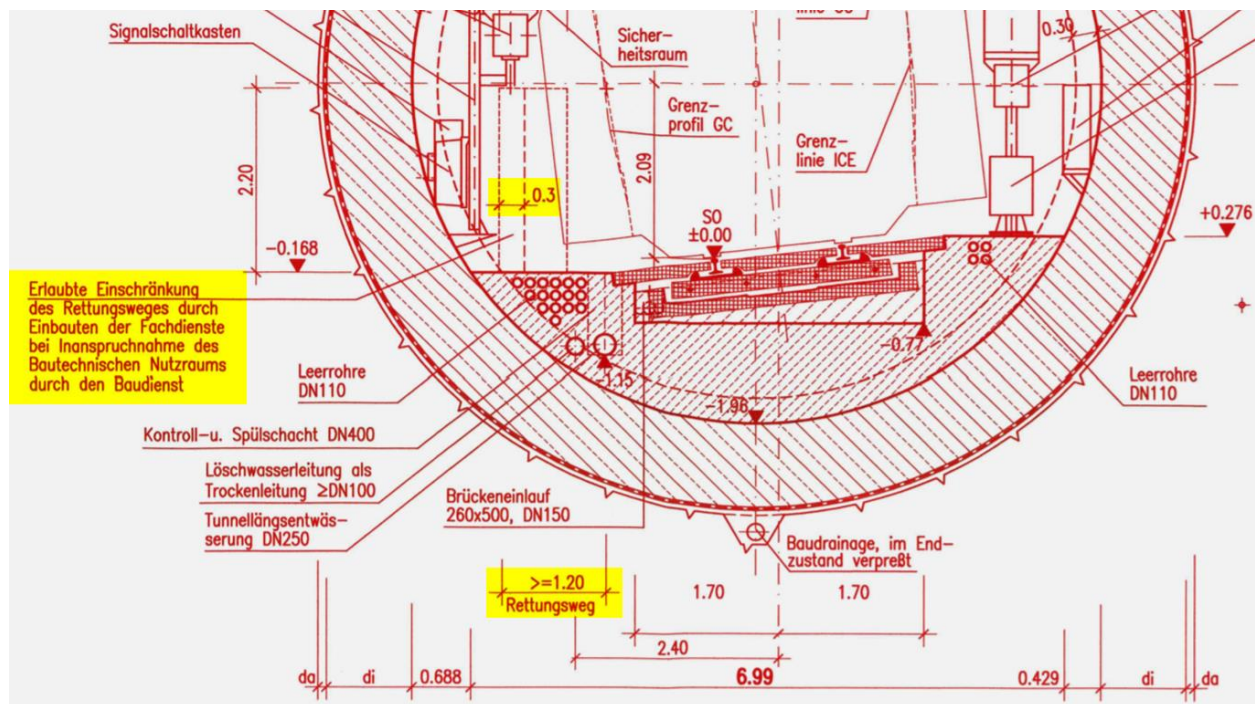 linie GC
0.30
Signalschaltkasten
Sicher-
heitsraum
Grenz-
profil GC
Grenz-
linie ICE
2.20
2.09
0.3
SO
±0.00
+0.276
-0.168
Erlaubte Einschränkung
des Rettungsweges durch
Einbauten der Fachdienste
bei Inanspruchnahme des
Bautechnischen Nutzraums
durch den Baudienst
-0.77
-1.15
-1.96
Leerrohre
DN110
Leerrohre
DN110
Kontroll-u. Spülschacht DN400
Löschwasserleitung als
Trockenleitung ≥DN100
Tunnellängsentwäs-
serung DN250
Brückeneinlauf
260x500, DN150
Baudrainage, im End-
zustand verpreßt
>=1.20
Rettungsweg
1.70
1.70
2.40
da
di
0.688
6.99
0.429
di
da